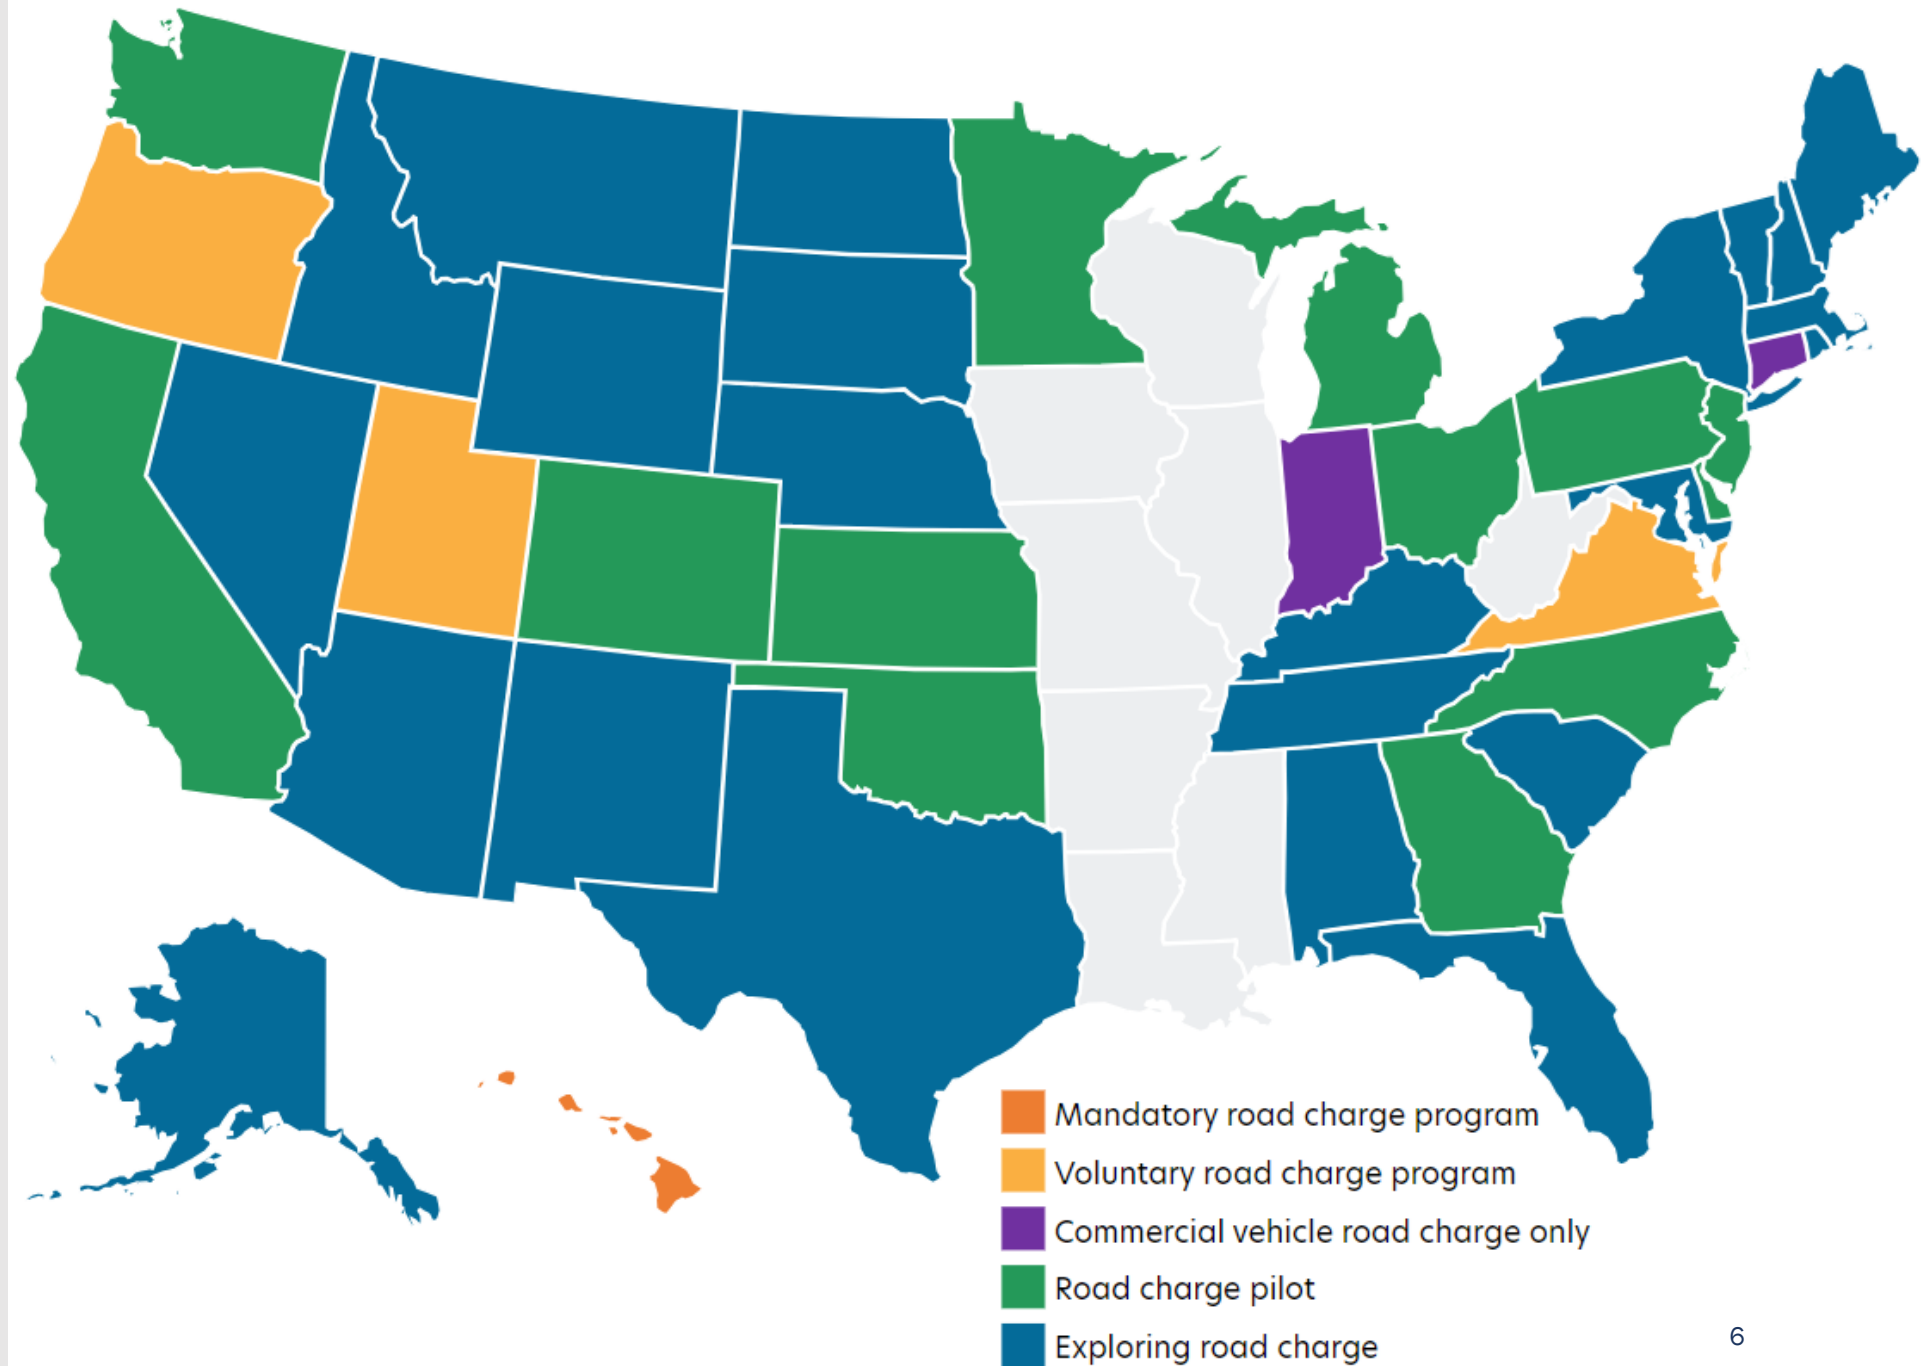 Mandatory road charge program
Voluntary road charge program
Commercial vehicle road charge only
Road charge pilot
Exploring road charge
6